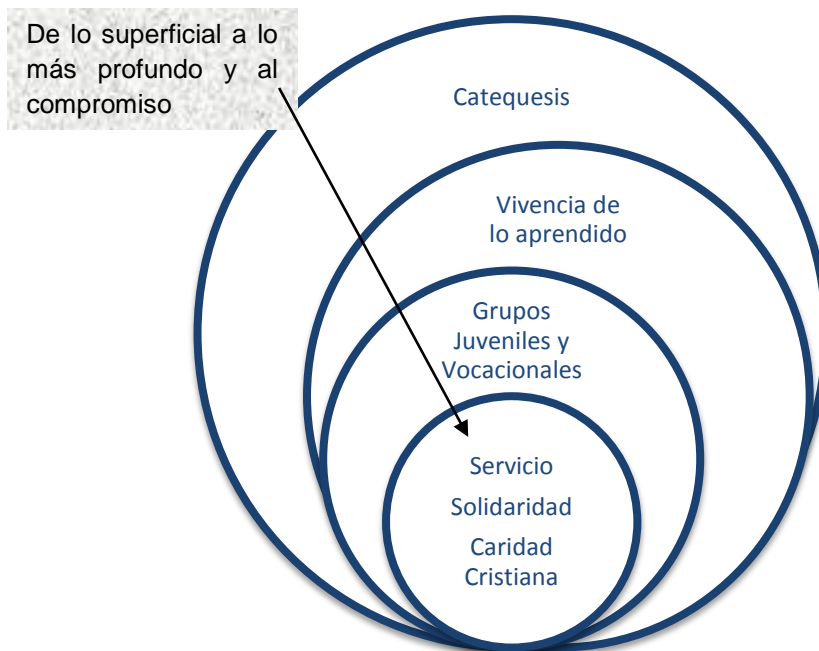 De lo superficial a lo
más profundo y al
compromiso
Catequesis
Vivencia de
lo aprendido
Grupos
Juveniles y
Vocacionales
Servicio
Solidaridad
Caridad
Cristiana